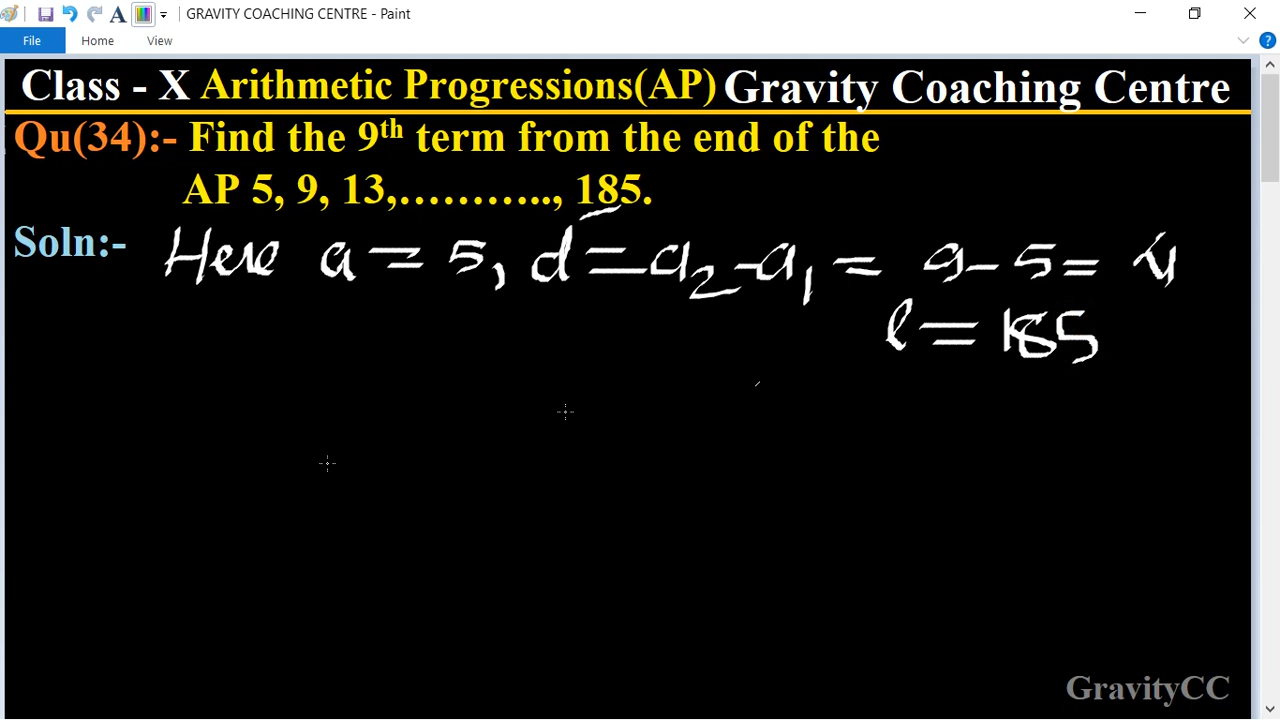 GRAVITY COACHING CENTRE - Paint
File Home View
Class - X Arithmetic Progressions(AP) Gravity Coaching Centre
Qu(34):- Find the 9th term from the end of the
AP 5, 9, 13,……….., 185.
Soln:- Here a = 5, d = a2 - a1 = 9 - 5 = 4
l = 185
GravityCC